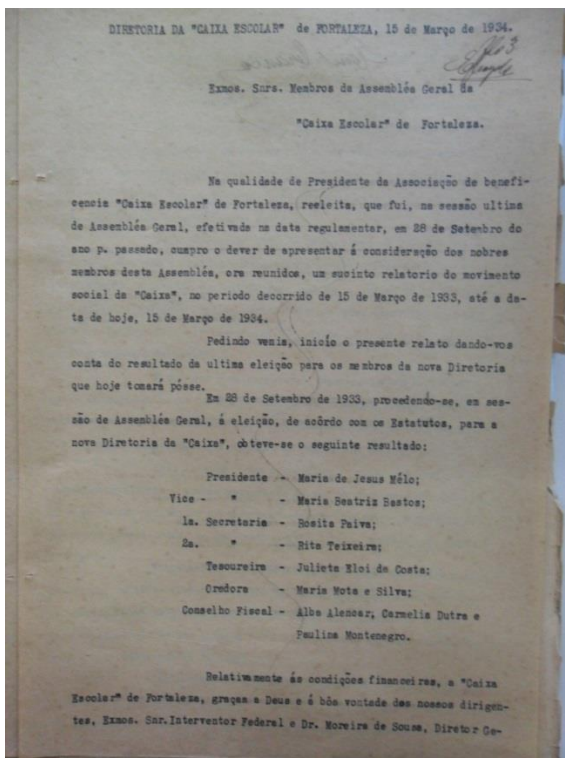 DIRETORIA DA "CAIXA ESCOLAR" de FORTALEZA, 15 de Março de 1934.
Exmos. Snrs. Membros da Assembléa Geral da
"Caixa Escolar" de Fortaleza.
Na qualidade de Presidente da Associação de benefi-
cencia "Caixa Escolar" de Fortaleza, reeleita, que fui, na sessão ultima
de Assembléa Geral, efetivada na data regulamentar, em 28 de Setembro do
ano p. passado, cumpro o dever de apresentar á consideração dos nobres
membros desta Assembléa, ora reunidos, um sucinto relatorio do movimento
social da "Caixa", no periodo decorrido de 15 de Março de 1933, até a da-
ta de hoje, 15 de Março de 1934.
Pedindo venia, inicío o presente relato dando-vos
conta do resultado da ultima eleição para os membros da nova Diretoria
que hoje tomará pósse.
Em 28 de Setembro de 1933, procedendo-se, em ses-
são de Assembléa Geral, á eleição, de acôrdo com os Estatutos, para a
nova Diretoria da "Caixa", obteve-se o seguinte resultado:
Presidente - Maria de Jesus Mélo;
Vice - " - Maria Beatriz Bastos;
1a. Secretaria - Rosita Paiva;
2a. " - Rita Teixeira;
Tesoureira - Julieta Eloi da Costa;
Oradora - Maria Mota e Silva;
Conselho Fiscal - Alba Alencar, Carmelia Dutra e
Paulina Montenegro.
Relativamente ás condições financeiras, a "Caixa
Escolar" de Fortaleza, graças a Deus e á bôa vontade dos nossos dirigen-
tes, Exmos. Snr. Interventor Federal e Dr. Moreira de Sousa, Diretor Ge-